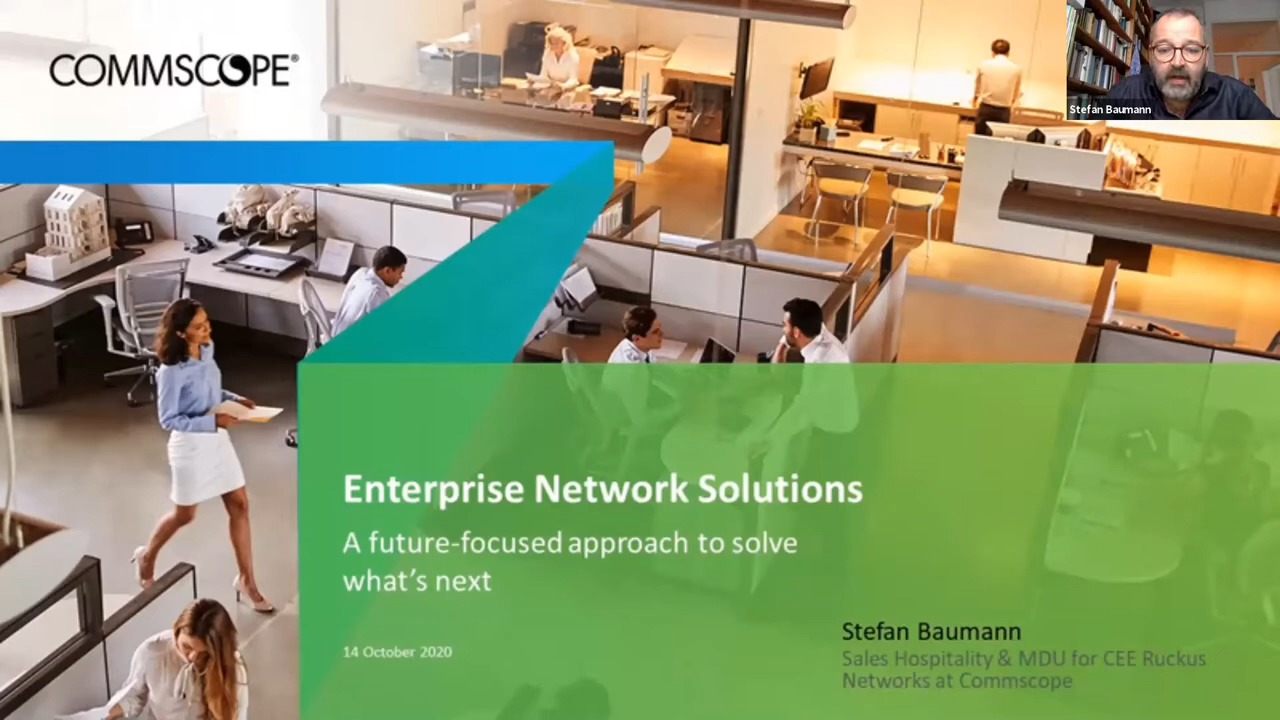 COMMSCOPE®
Stefan Baumann
Enterprise Network Solutions
A future-focused approach to solve
what's next
14 October 2020
Stefan Baumann
Sales Hospitality & MDU for CEE Ruckus
Networks at Commscope